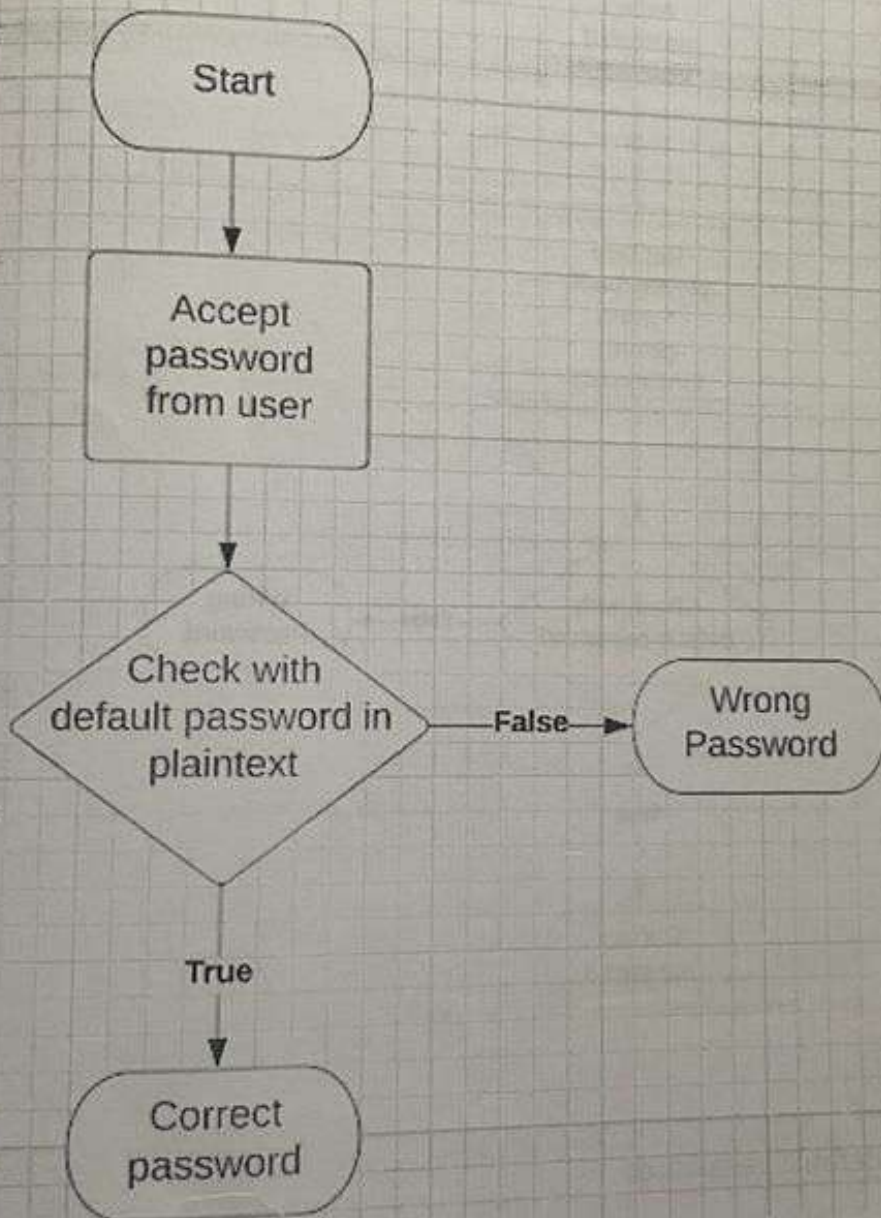 Start
Accept
password
from user
Check with
default password in
plaintext
False
Wrong
Password
True
Correct
password